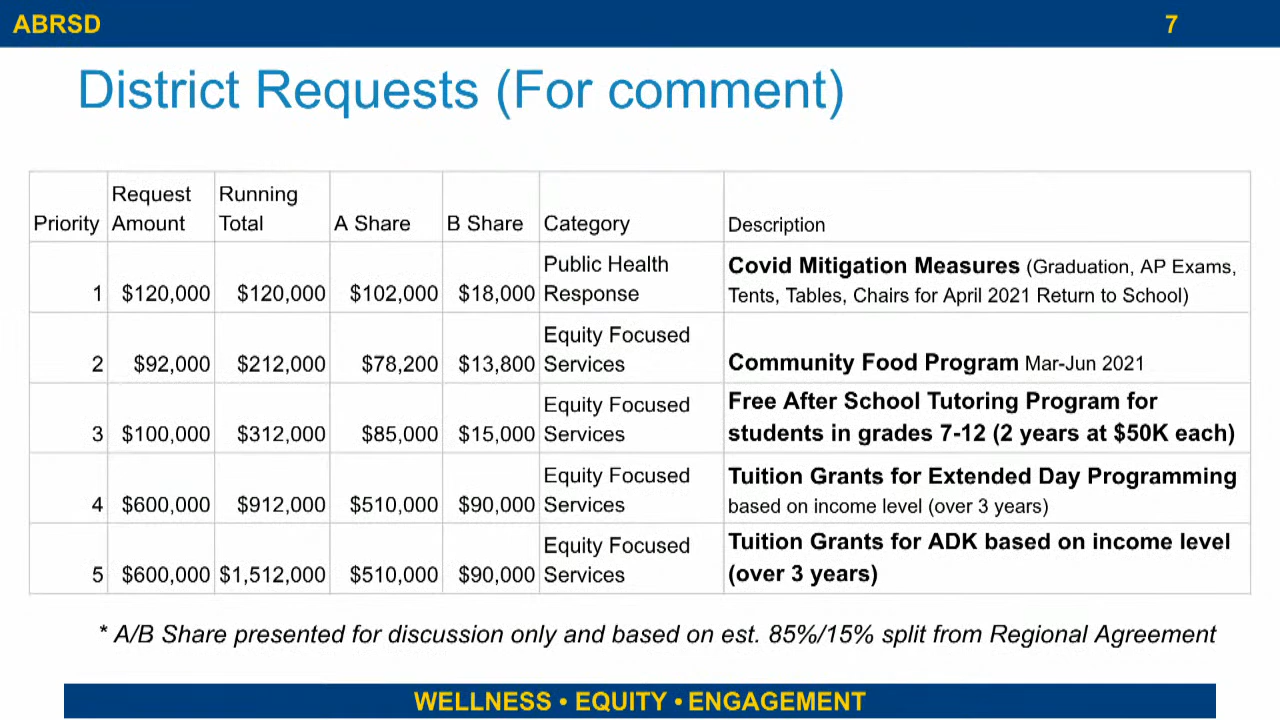 ABRSD 7
District Requests (For comment)
Priority Request Amount Running Total A Share B Share Category Description
1 $120,000 $120,000 $102,000 $18,000 Public Health Response Covid Mitigation Measures (Graduation, AP Exams, Tents, Tables, Chairs for April 2021 Return to School)
2 $92,000 $212,000 $78,200 $13,800 Equity Focused Services Community Food Program Mar-Jun 2021
3 $100,000 $312,000 $85,000 $15,000 Equity Focused Services Free After School Tutoring Program for students in grades 7-12 (2 years at $50K each)
4 $600,000 $912,000 $510,000 $90,000 Equity Focused Services Tuition Grants for Extended Day Programming based on income level (over 3 years)
5 $600,000 $1,512,000 $510,000 $90,000 Equity Focused Services Tuition Grants for ADK based on income level (over 3 years)
* A/B Share presented for discussion only and based on est. 85%/15% split from Regional Agreement
WELLNESS • EQUITY • ENGAGEMENT